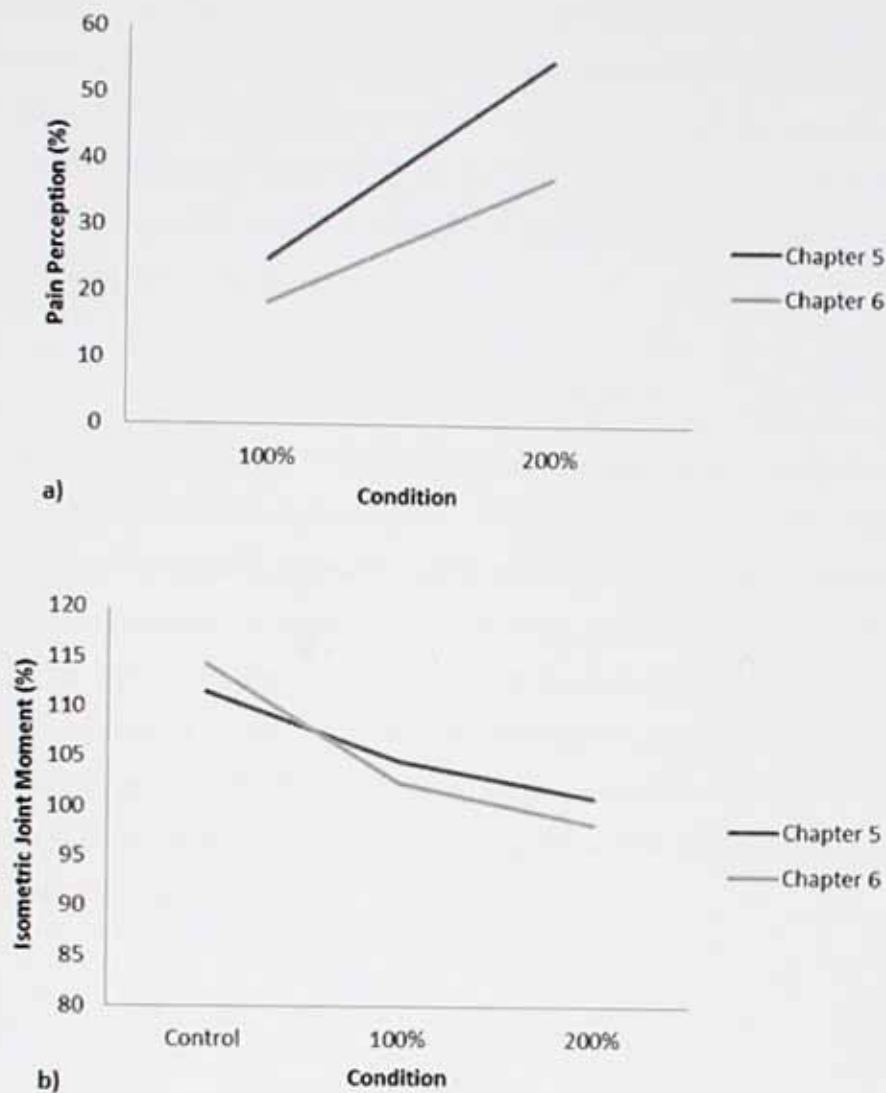 60
50
40
30
20
10
0
Pain Perception (%)
100% 200%
Condition
a)
Chapter 5
Chapter 6
120
115
110
105
100
95
90
85
80
Isometric Joint Moment (%)
Control 100% 200%
Condition
b)
Chapter 5
Chapter 6